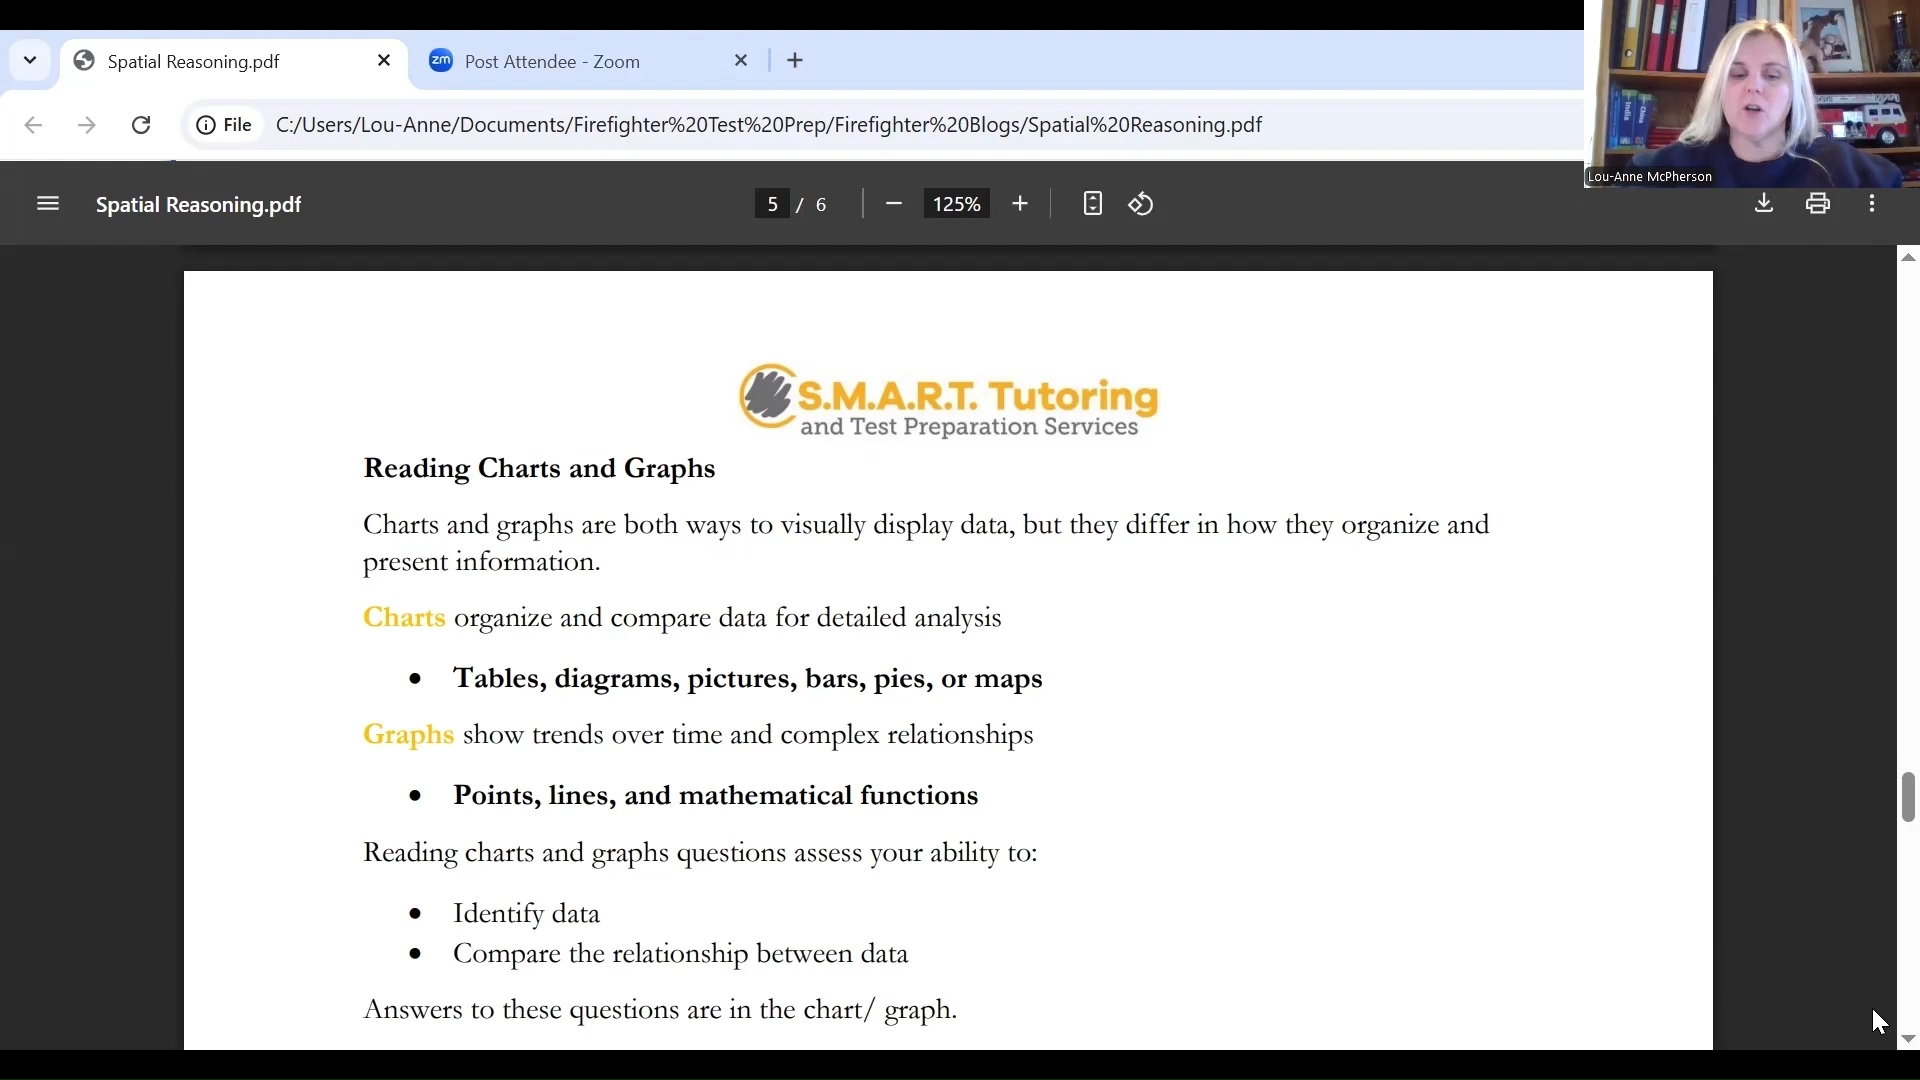 Spatial Reasoning.pdf
zm
Post Attendee - Zoom
File
C:/Users/Lou-Anne/Documents/Firefighter%20Test%20Prep/Firefighter%20Blogs/Spatial%20Reasoning.pdf
India
China
Lou-Anne McPherson
Spatial Reasoning.pdf
5 / 6
125%
S.M.A.R.T. Tutoring
and Test Preparation Services
Reading Charts and Graphs
Charts and graphs are both ways to visually display data, but they differ in how they organize and
present information.
Charts organize and compare data for detailed analysis
• Tables, diagrams, pictures, bars, pies, or maps
Graphs show trends over time and complex relationships
• Points, lines, and mathematical functions
Reading charts and graphs questions assess your ability to:
• Identify data
• Compare the relationship between data
Answers to these questions are in the chart/ graph.